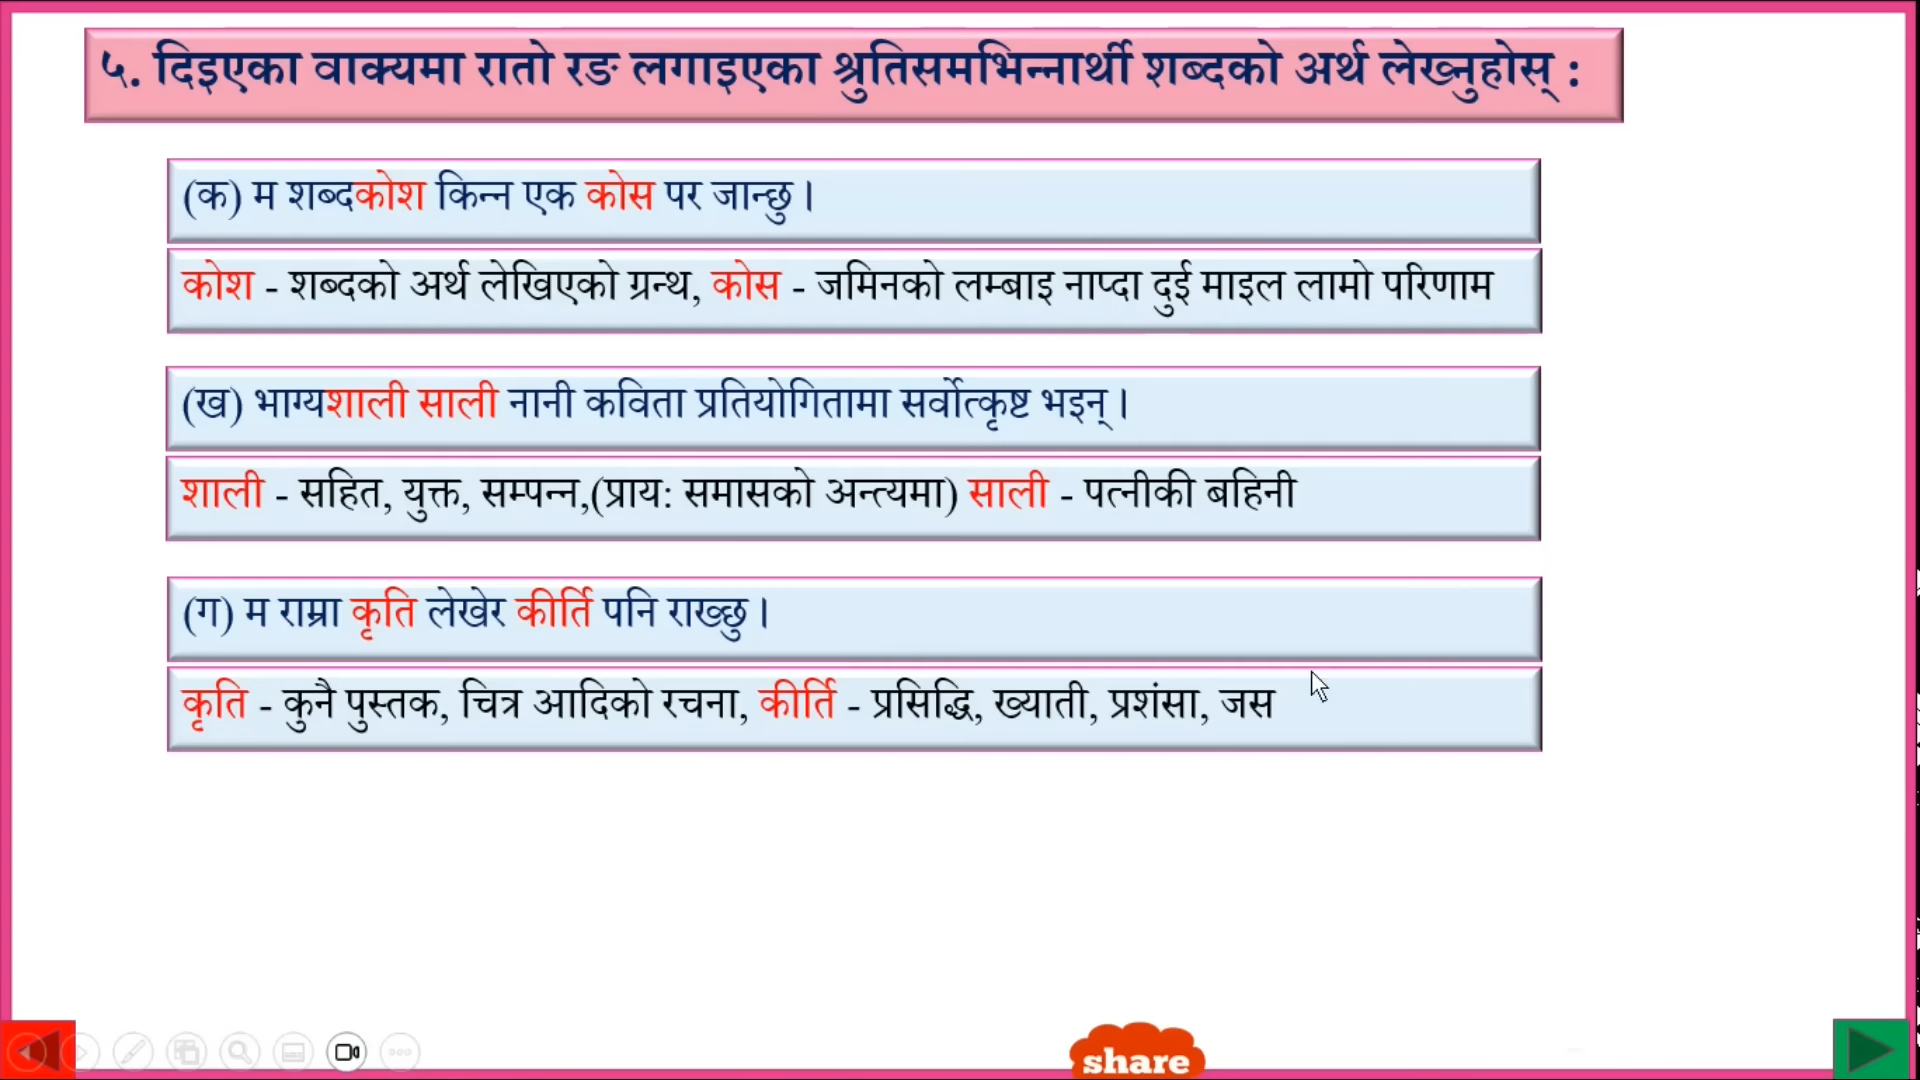 ५. दिइएका वाक्यमा रातो रङ लगाइएका श्रुतिसमभिन्नार्थी शब्दको अर्थ लेख्नुहोस् :
(क) म शब्दकोश किन्न एक कोस पर जान्छु ।
कोश - शब्दको अर्थ लेखिएको ग्रन्थ, कोस - जमिनको लम्बाइ नाप्दा दुई माइल लामो परिणाम
(ख) भाग्यशाली साली नानी कविता प्रतियोगितामा सर्वोत्कृष्ट भइन् ।
शाली - सहित, युक्त, सम्पन्न,(प्राय: समासको अन्त्यमा) साली - पत्नीकी बहिनी
(ग) म राम्रा कृति लेखेर कीर्ति पनि राख्छु ।
कृति - कुनै पुस्तक, चित्र आदिको रचना, कीर्ति - प्रसिद्धि, ख्याती, प्रशंसा, जस
share